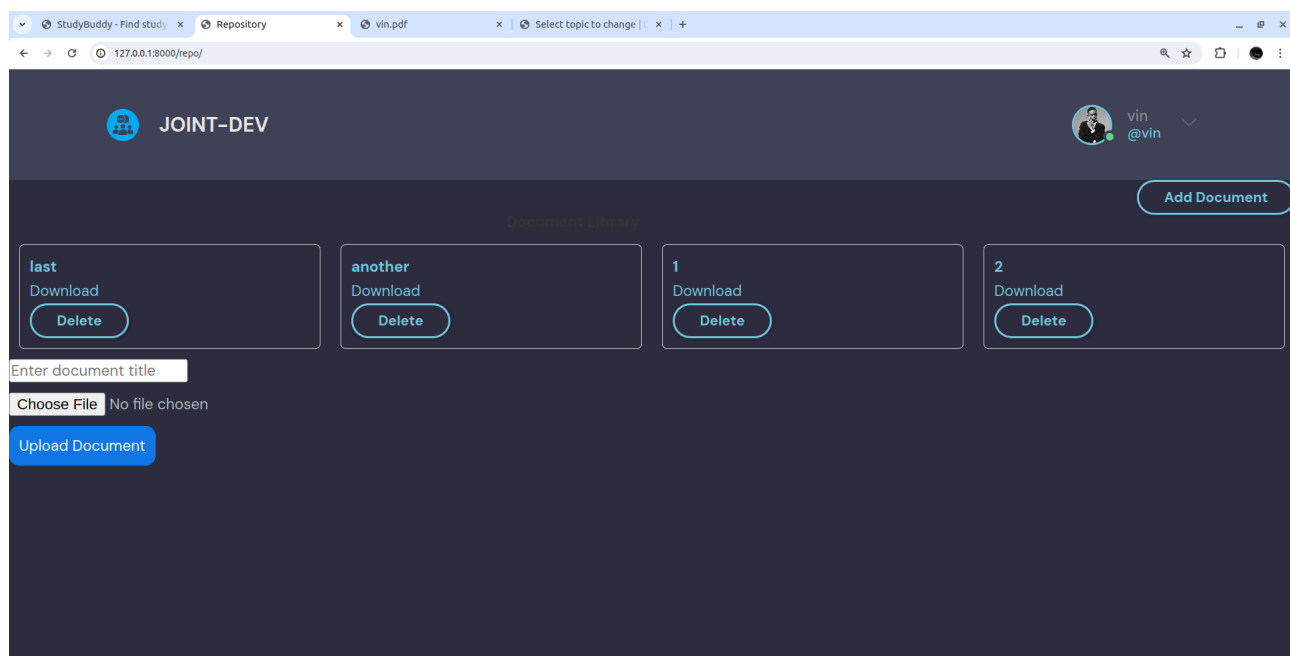 StudyBuddy - Find study
Repository
vin.pdf
Select topic to change |
127.0.0.1:8000/repo/
JOINT-DEV
vin
@vin
Add Document
Document Library
last
Download
Delete
another
Download
Delete
1
Download
Delete
2
Download
Delete
Enter document title
Choose File No file chosen
Upload Document